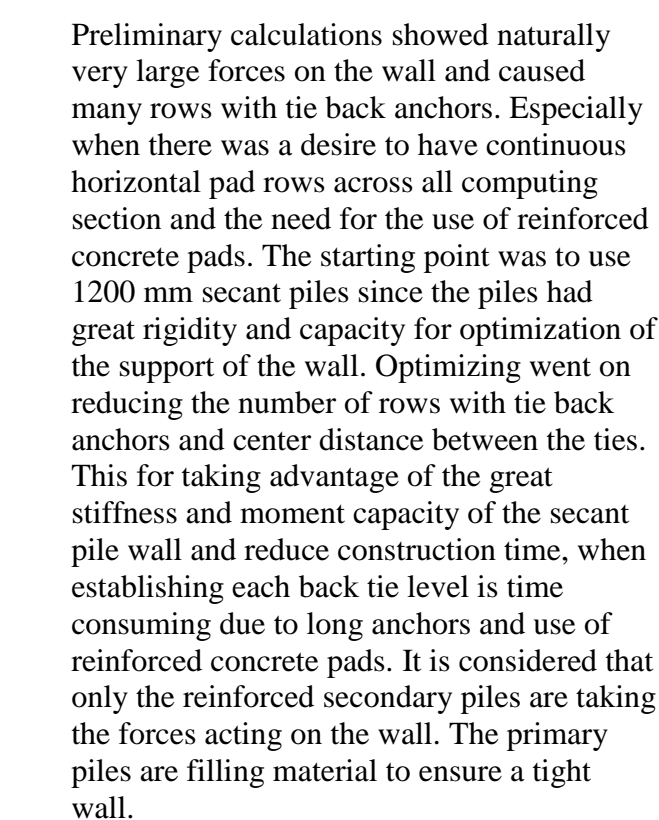 Preliminary calculations showed naturally
very large forces on the wall and caused
many rows with tie back anchors. Especially
when there was a desire to have continuous
horizontal pad rows across all computing
section and the need for the use of reinforced
concrete pads. The starting point was to use
1200 mm secant piles since the piles had
great rigidity and capacity for optimization of
the support of the wall. Optimizing went on
reducing the number of rows with tie back
anchors and center distance between the ties.
This for taking advantage of the great
stiffness and moment capacity of the secant
pile wall and reduce construction time, when
establishing each back tie level is time
consuming due to long anchors and use of
reinforced concrete pads. It is considered that
only the reinforced secondary piles are taking
the forces acting on the wall. The primary
piles are filling material to ensure a tight
wall.